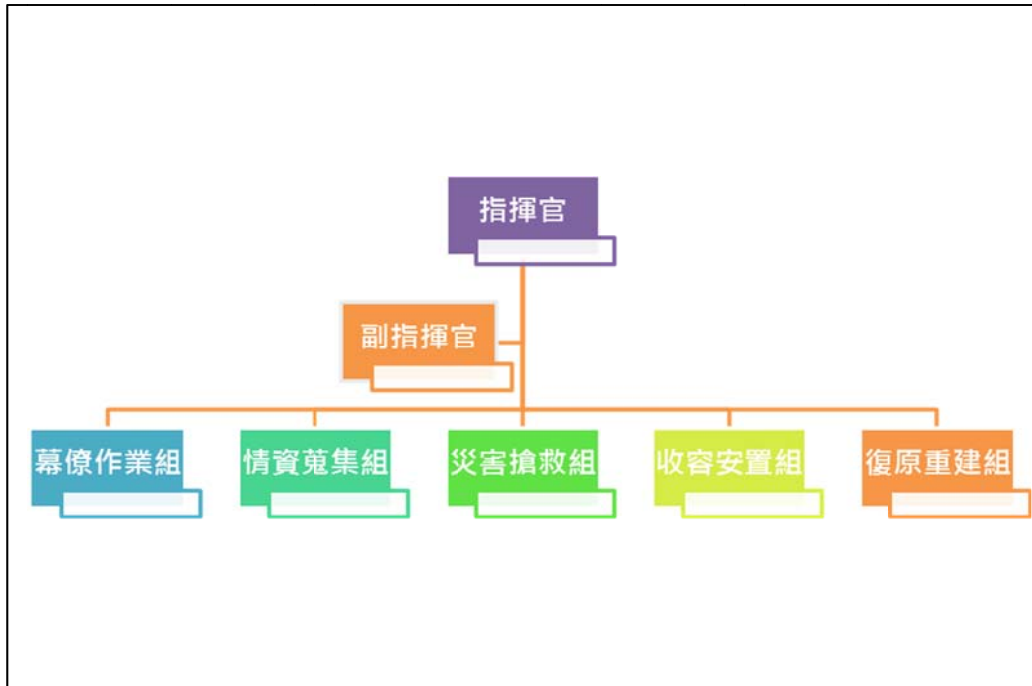 指揮官
副指揮官
幕僚作業組
情資蒐集組
災害搶救組
收容安置組
復原重建組